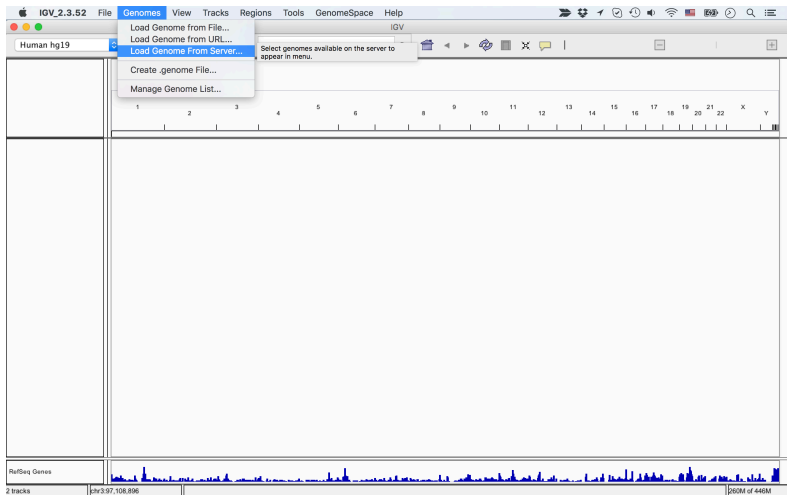 IGV_2.3.52 File Genomes View Tracks Regions Tools GenomeSpace Help
IGV
Human hg19
Load Genome from File...
Load Genome from URL...
Load Genome From Server...
Select genomes available on the server to
appear in menu.
Create .genome File...
Manage Genome List...
1 2 3 4 5 6 7 8 9 10 11 12 13 14 15 16 17 18 19 20 21 22 X Y
RefSeq Genes
2 tracks chr3:97,108,896 260M of 446M